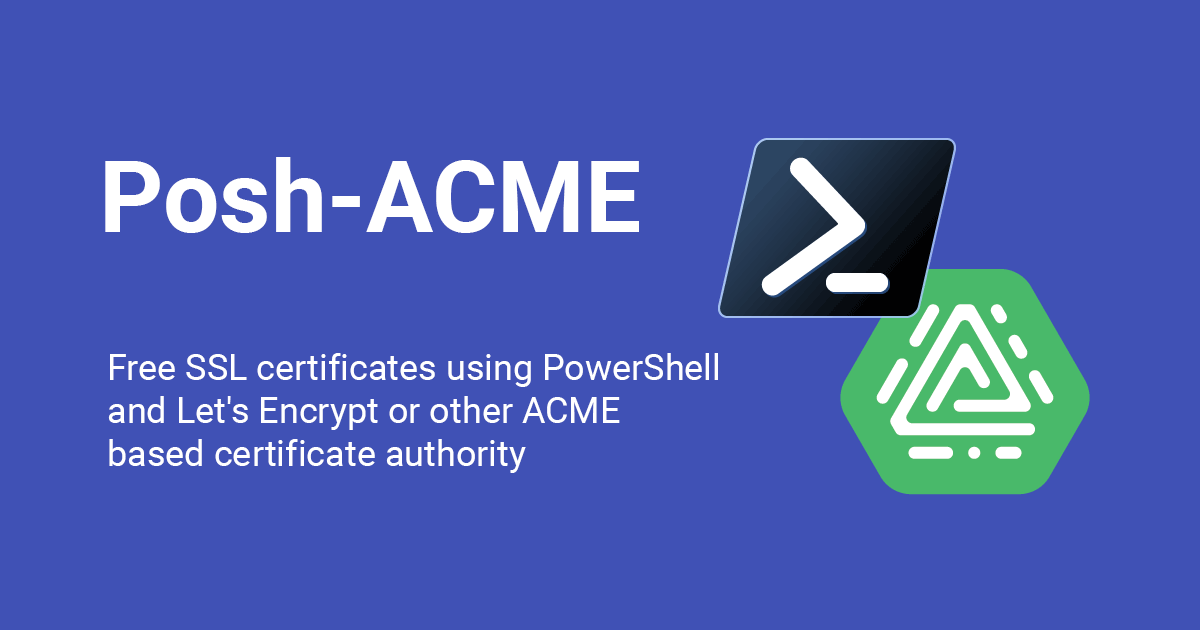 Posh-ACME
Free SSL certificates using PowerShell
and Let's Encrypt or other ACME
based certificate authority